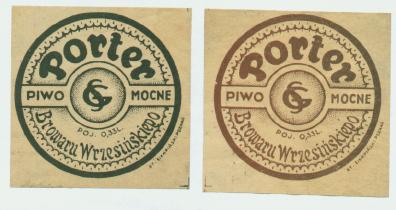 Porter
PIWO MOCNE
POJ. 0,33L.
Browaru Wrzesińskiego
Porter
PIWO MOCNE
POJ. 0,33L.
Browaru Wrzesińskiego